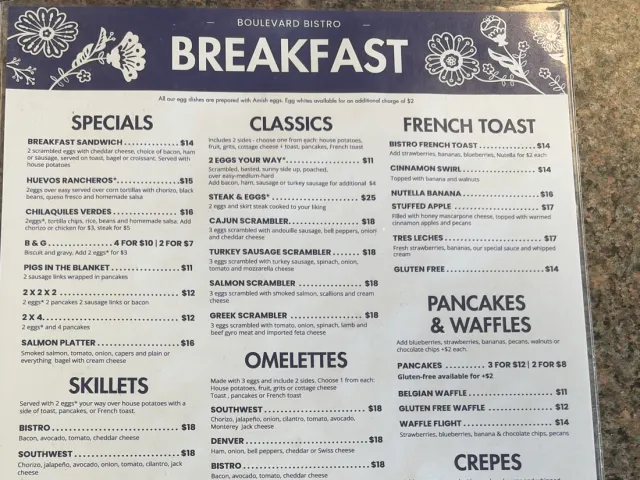 BOULEVARD BISTRO
BREAKFAST
All our egg dishes are prepared with Amish eggs. Egg whites available for an additional charge of $2
SPECIALS
BREAKFAST SANDWICH ............ $14
2 scrambled eggs with cheddar cheese, choice of bacon, ham
or sausage, served on toast, bagel or croissant. Served with
house potatoes
HUEVOS RANCHEROS* ............ $15
2eggs over easy served over corn tortillas with chorizo, black
beans, queso fresco and homemade salsa
CHILAQUILES VERDES ............ $16
2eggs*, tortilla chips, rice, beans and homemade salsa. Add
chorizo or chicken for $3, steak for $5
B & G ............ 4 FOR $10 | 2 FOR $7
Biscuit and gravy. Add 2 eggs* for $3
PIGS IN THE BLANKET ............ $11
2 sausage links wrapped in pancakes
2 X 2 X 2 ............ $12
2 eggs* 2 pancakes 2 sausage links or bacon
2 X 4 ............ $12
2 eggs* and 4 pancakes
SALMON PLATTER ............ $16
Smoked salmon, tomato, onion, capers and plain or
everything bagel with cream cheese
SKILLETS
Served with 2 eggs* your way over house potatoes with a
side of toast, pancakes, or French toast.
BISTRO ............ $18
Bacon, avocado, tomato, cheddar cheese
SOUTHWEST ............ $18
Chorizo, jalapeño, avocado, onion, tomato, cilantro, jack
cheese
CLASSICS
Includes 2 sides - choose one from each: house potatoes,
fruit, grits, cottage cheese + toast, pancakes, French toast
2 EGGS YOUR WAY* ............ $11
Scrambled, basted, sunny side up, poached,
over easy-medium-hard
Add bacon, ham, sausage or turkey sausage for additional $4
STEAK & EGGS* ............ $25
2 eggs and skirt steak cooked to your liking
CAJUN SCRAMBLER ............ $18
3 eggs scrambled with andouille sausage, bell peppers, onion
and cheddar cheese
TURKEY SAUSAGE SCRAMBLER ............ $18
3 eggs scrambled with turkey sausage, spinach, onion,
tomato and mozzarella cheese
SALMON SCRAMBLER ............ $18
3 eggs scrambled with smoked salmon, scallions and cream
cheese
GREEK SCRAMBLER ............ $18
3 eggs scrambled with tomato, onion, spinach, lamb and
beef gyro meat and imported feta cheese
OMELETTES
Made with 3 eggs and include 2 sides. Choose 1 from each:
House potatoes, fruit, grits or cottage cheese
Toast, pancakes or French toast
SOUTHWEST ............ $18
Chorizo, jalapeño, onion, cilantro, tomato, avocado,
Monterey Jack cheese
DENVER ............ $18
Ham, onion, bell peppers, cheddar or Swiss cheese
BISTRO ............ $18
Bacon, avocado, tomato, cheddar cheese
FRENCH TOAST
BISTRO FRENCH TOAST ............ $14
Add strawberries, bananas, blueberries, Nutella for $2 each
CINNAMON SWIRL ............ $14
Topped with banana and walnuts
NUTELLA BANANA ............ $16
STUFFED APPLE ............ $17
Filled with honey mascarpone cheese, topped with warmed
cinnamon apples and pecans
TRES LECHES ............ $17
Fresh strawberries, bananas, our special sauce and whipped
cream
GLUTEN FREE ............ $14
PANCAKES
& WAFFLES
Add blueberries, strawberries, bananas, pecans, walnuts or
chocolate chips +$2 each.
PANCAKES ............ 3 FOR $12 | 2 FOR $8
Gluten-free available for +$2
BELGIAN WAFFLE ............ $11
GLUTEN FREE WAFFLE ............ $12
WAFFLE FLIGHT ............ $14
Strawberries, blueberries, banana & chocolate chips, pecans
CREPES